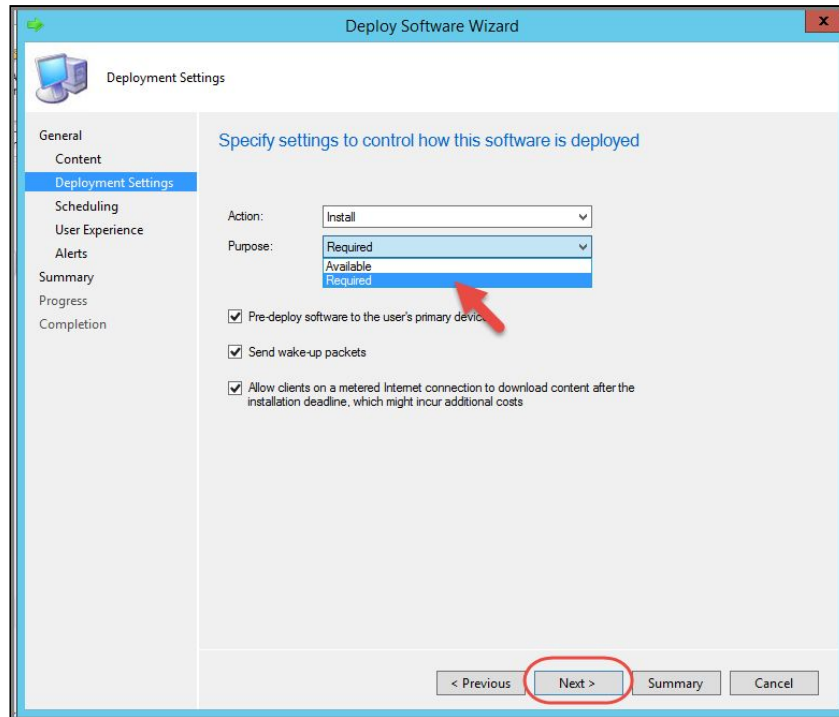 Deploy Software Wizard
x
Deployment Settings
General
Content
Deployment Settings
Scheduling
User Experience
Alerts
Summary
Progress
Completion
Specify settings to control how this software is deployed
Action: Install
Purpose: Required
Available
Required
Pre-deploy software to the user's primary
Send wake-up packets
Allow clients on a metered Internet connection to download content after the
installation deadline, which might incur additional costs
< Previous Next > Summary Cancel